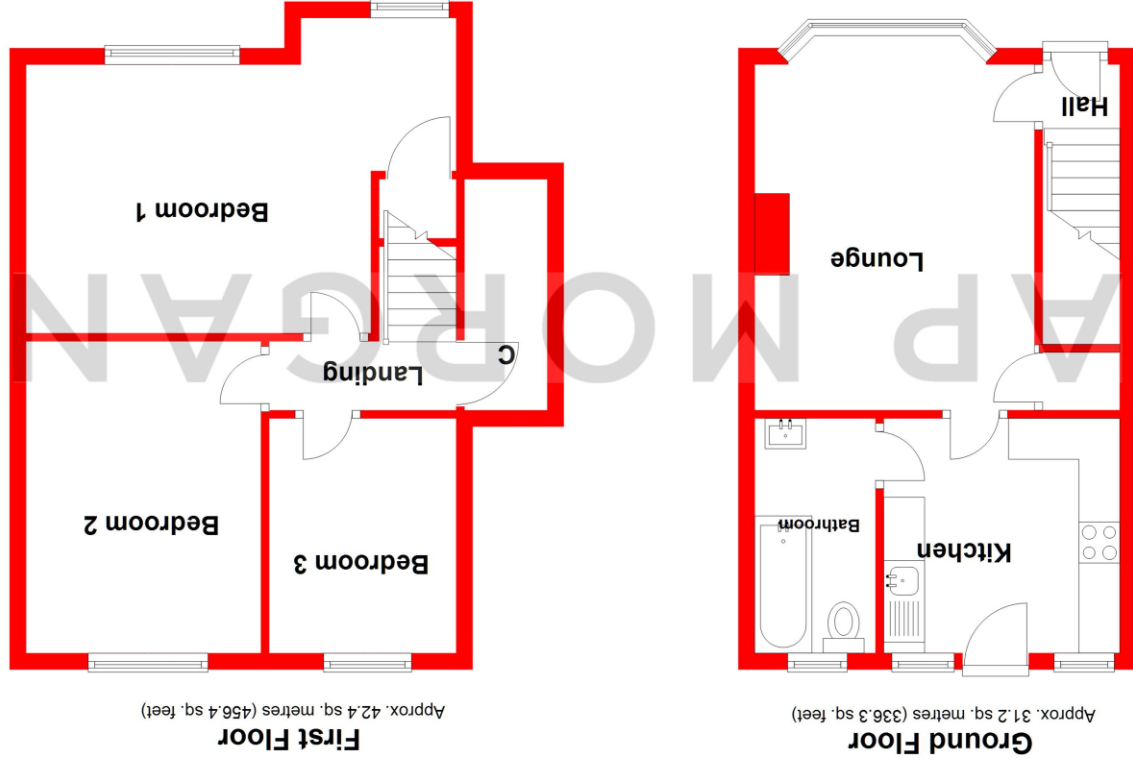 Ground Floor
Approx. 31.2 sq. metres (336.3 sq. feet)
Kitchen
Bathroom
Lounge
Hall
First Floor
Approx. 42.4 sq. metres (456.4 sq. feet)
Bedroom 3
Bedroom 2
Landing
C
Bedroom 1
AP MORGAN